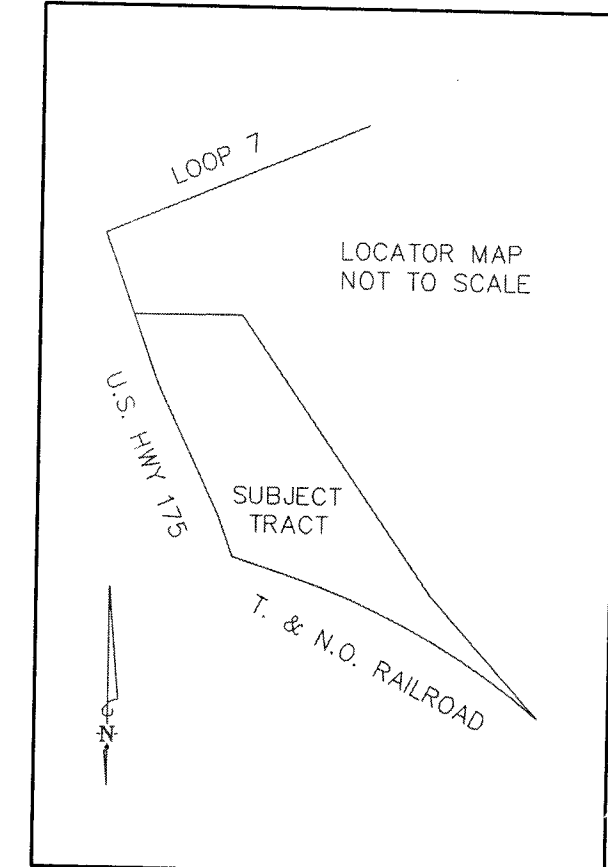 LOOP 7
LOCATOR MAP
NOT TO SCALE
U.S. HWY 175
SUBJECT
TRACT
T. & N.O. RAILROAD
N